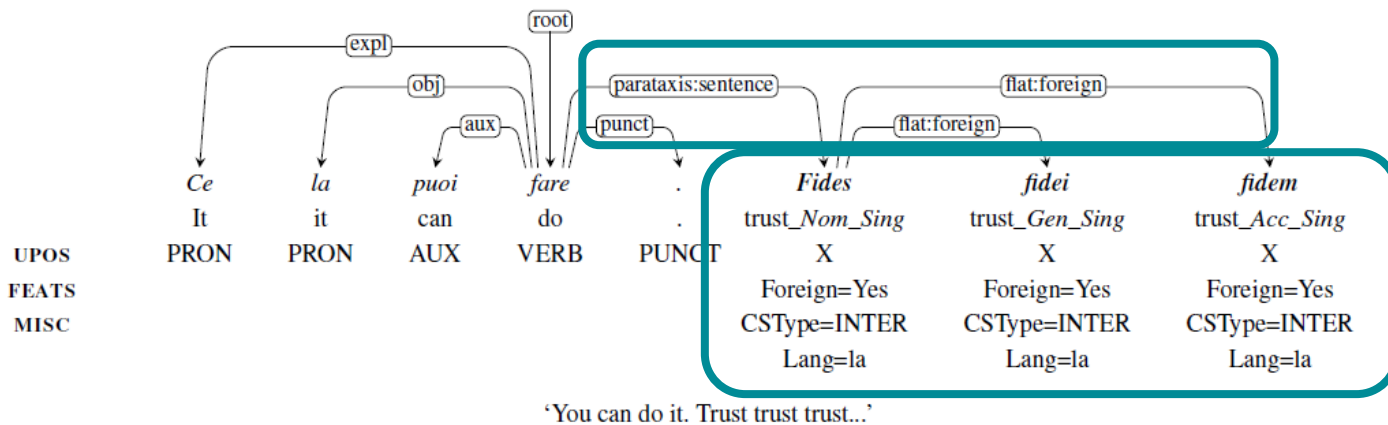 root
expl
obj parataxis:sentence flat:foreign
aux punct flat:foreign
Ce la puoi fare . Fides fidei fidem
It it can do . trust_Nom_Sing trust_Gen_Sing trust_Acc_Sing
UPOS PRON PRON AUX VERB PUNCT X X X
FEATS Foreign=Yes Foreign=Yes Foreign=Yes
MISC CSType=INTER CSType=INTER CSType=INTER
Lang=la Lang=la Lang=la
‘You can do it. Trust trust trust...’